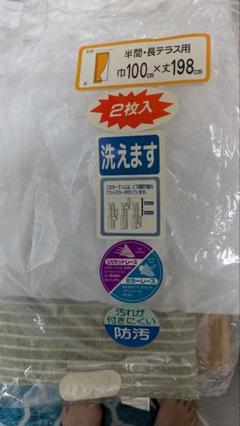 半間・長テラス用
巾100cm×丈198cm
2枚入
洗えます
UVカットレース
ミラーレース
汚れが
付きにくい
防汚